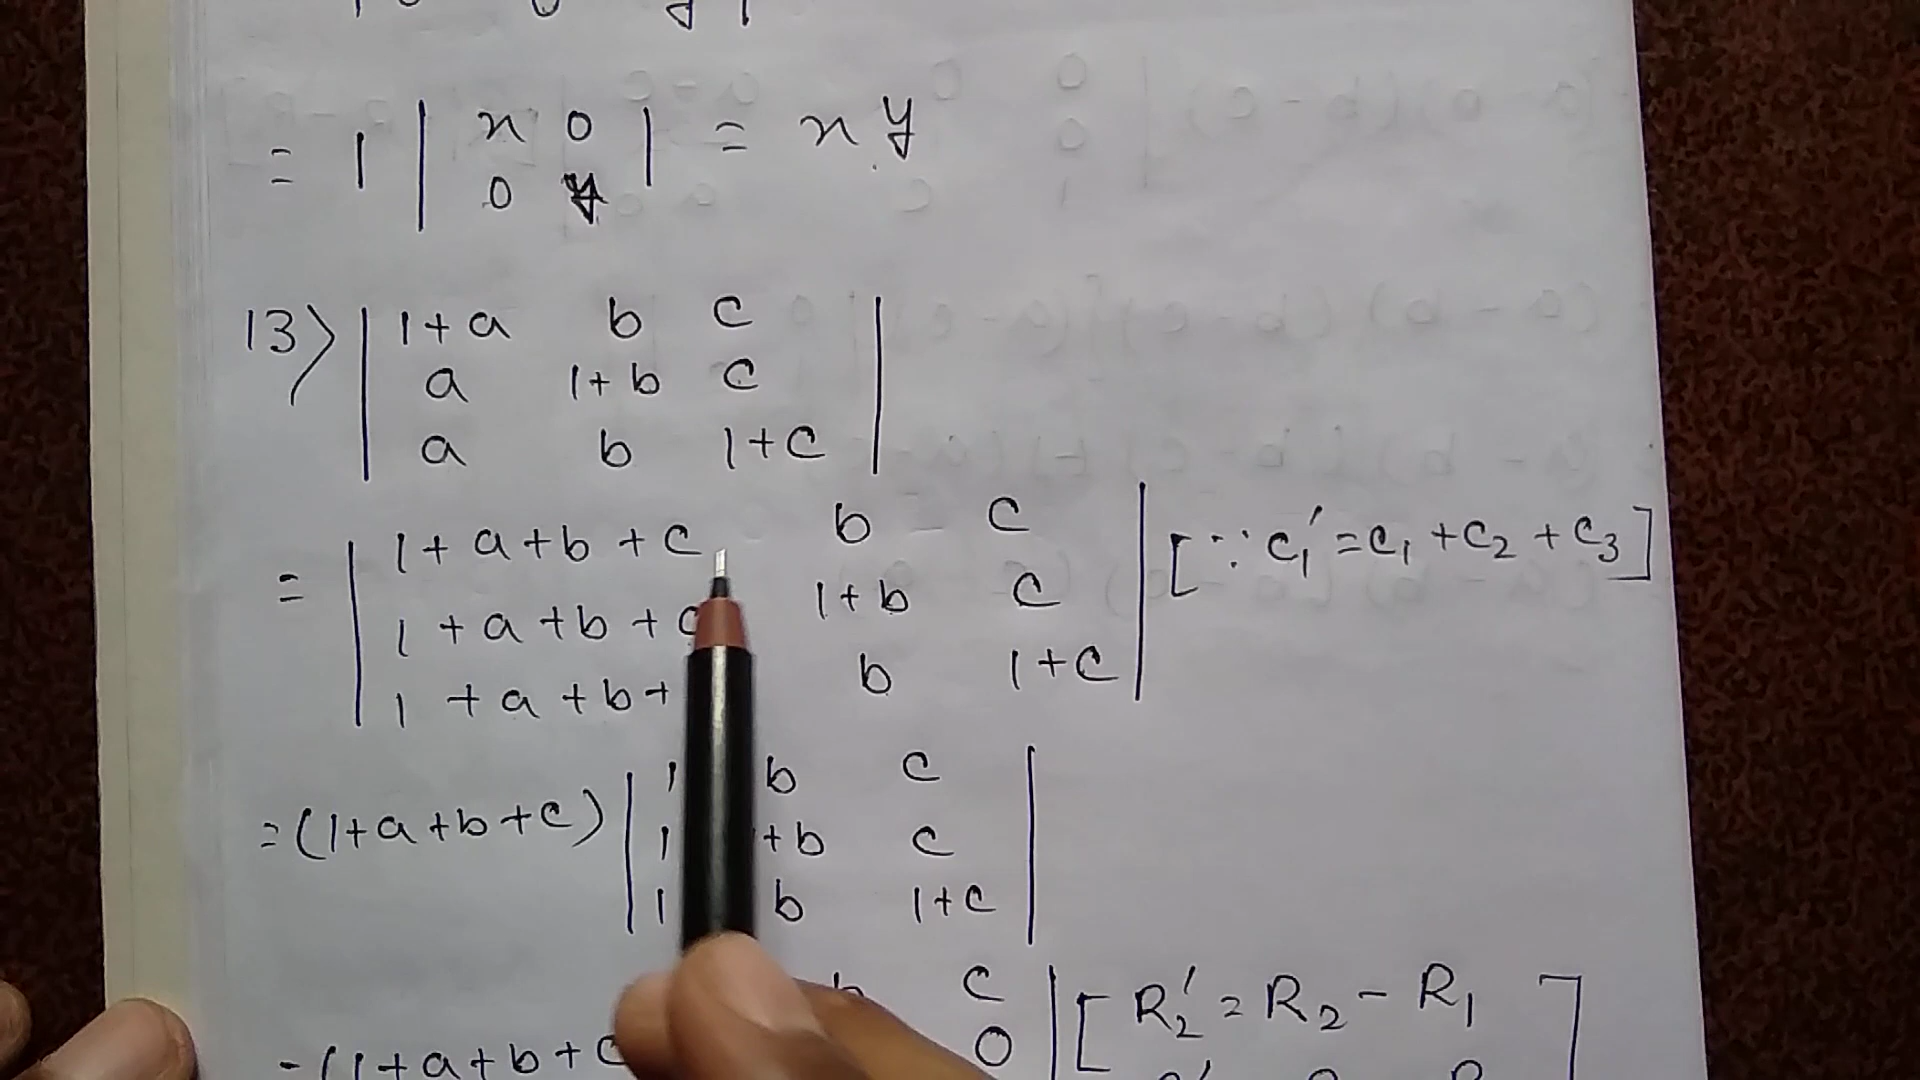 = 1 | x 0 | = x y
0 y
13) | 1+a b c |
a 1+b c
a b 1+c
= | 1+a+b+c b c | [∵ c₁' = c₁ + c₂ + c₃]
1+a+b+c 1+b c
1+a+b+ b 1+c
= (1+a+b+c) | 1 b c |
1 +b c
1 b 1+c |
b c | [ R₂' = R₂ - R₁ ]
= (1+a+b+c 0